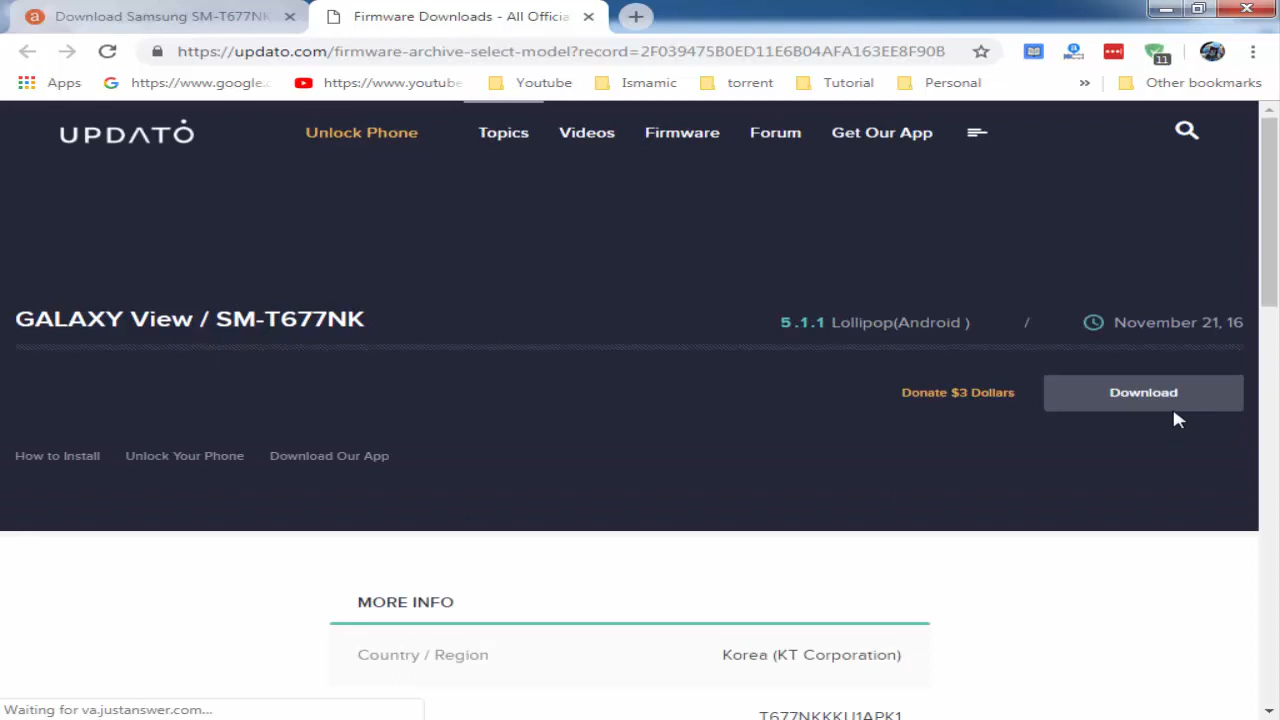 Download Samsung SM-T677NK
Firmware Downloads - All Officia
https://updato.com/firmware-archive-select-model?record=2F039475B0ED11E6B04AFA163EE8F90B
11
Apps
https://www.google.c
https://www.youtube
Youtube
Ismamic
torrent
Tutorial
Personal
»
Other bookmarks
UPDATO
Unlock Phone
Topics
Videos
Firmware
Forum
Get Our App
GALAXY View / SM-T677NK
5.1.1 Lollipop(Android )
/
November 21, 16
Donate $3 Dollars
Download
How to Install
Unlock Your Phone
Download Our App
MORE INFO
Country / Region
Korea (KT Corporation)
T677NKKKU1APK1
Waiting for va.justanswer.com...